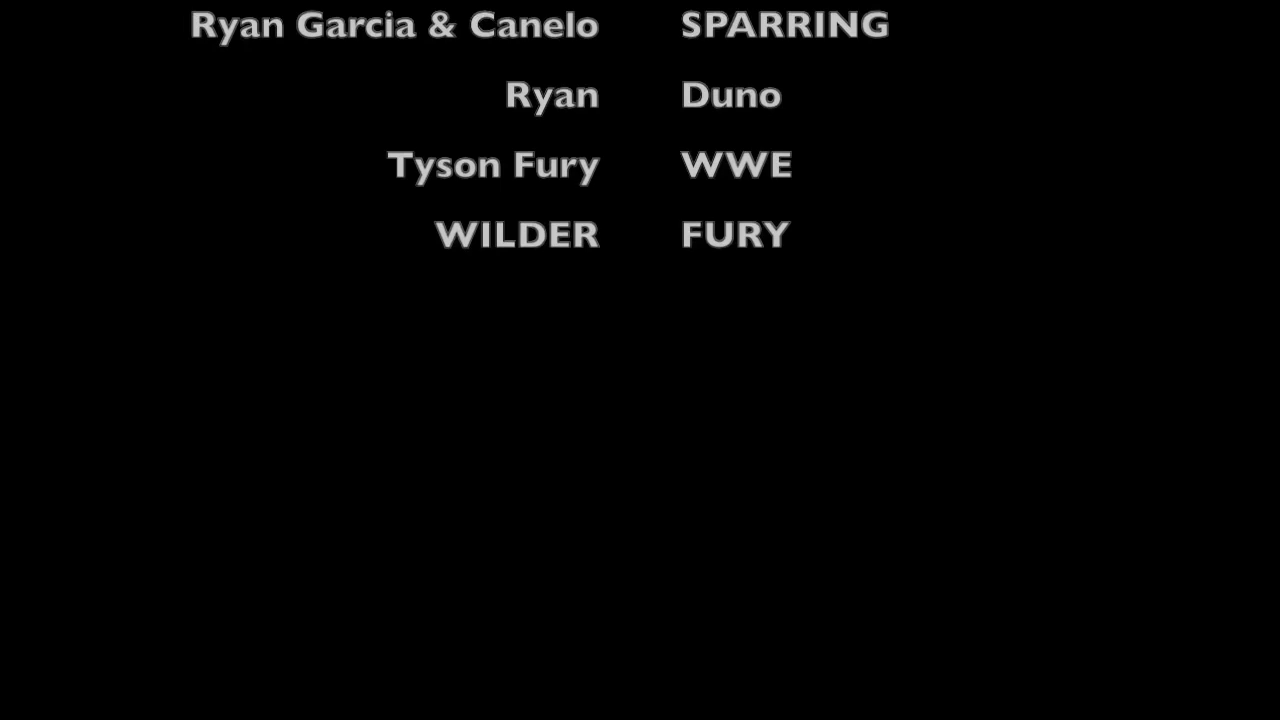 Ryan Garcia & Canelo SPARRING
Ryan Duno
Tyson Fury WWE
WILDER FURY